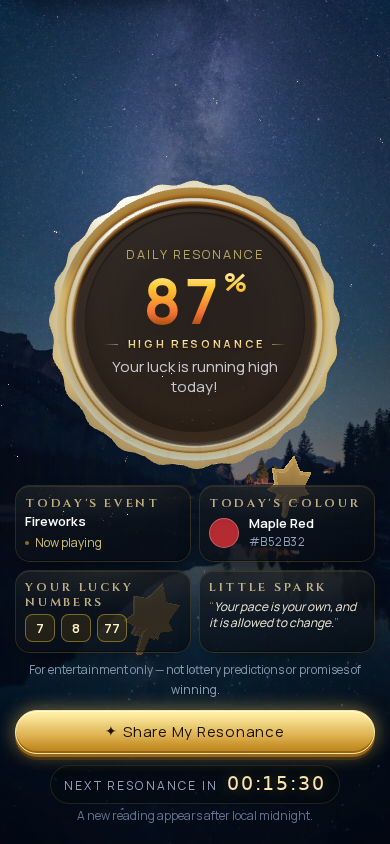 DAILY RESONANCE
87%
HIGH RESONANCE
Your luck is running high
today!
TODAY'S EVENT
Fireworks
Now playing
TODAY'S COLOUR
Maple Red
#B52B32
YOUR LUCKY
NUMBERS
7 8 77
LITTLE SPARK
"Your pace is your own, and
it is allowed to change."
For entertainment only — not lottery predictions or promises of
winning.
✦ Share My Resonance
NEXT RESONANCE IN 00:15:30
A new reading appears after local midnight.